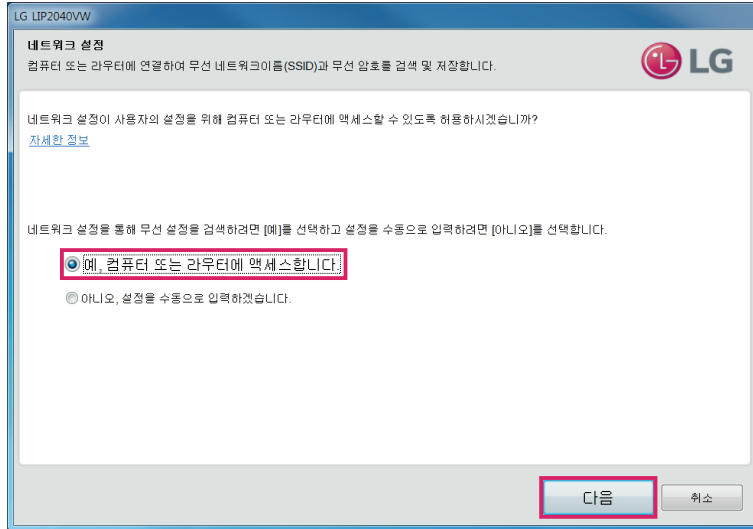 LG LIP2040VW
네트워크 설정
컴퓨터 또는 라우터에 연결하여 무선 네트워크이름(SSID)과 무선 암호를 검색 및 저장합니다.
LG
네트워크 설정이 사용자의 설정을 위해 컴퓨터 또는 라우터에 액세스할 수 있도록 허용하시겠습니까?
자세한 정보
네트워크 설정을 통해 무선 설정을 검색하려면 [예]를 선택하고 설정을 수동으로 입력하려면 [아니오]를 선택합니다.
예, 컴퓨터 또는 라우터에 액세스합니다.
아니오, 설정을 수동으로 입력하겠습니다.
다음 취소